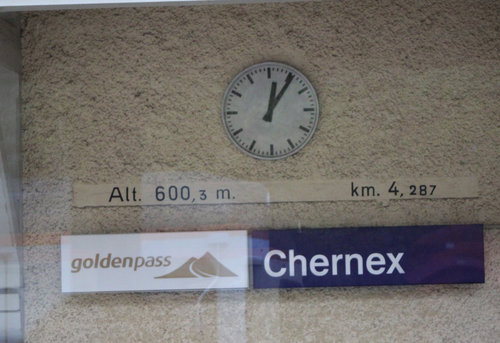 Alt. 600,3 m. km. 4,287
goldenpass Chernex